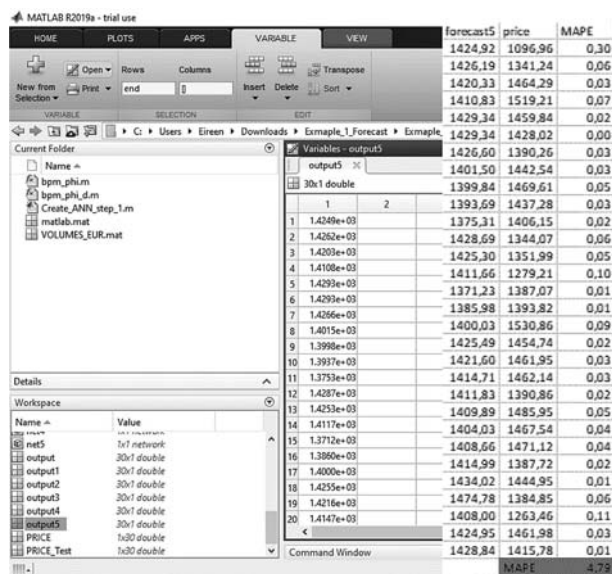 MATLAB R2019a - trial use
HOME PLOTS APPS VARIABLE VIEW
New from Selection
Open
Print
Rows Columns
end
Insert Delete
Transpose
Sort
VARIABLE SELECTION EDIT
C: Users Eireen Downloads Exmaple_1_Forecast Exmaple_
Current Folder
Name
bpm_phi.m
bpm_phi_d.m
Create_ANN_step_1.m
matlab.mat
VOLUMES_EUR.mat
Details
Workspace
Name Value
net5 1x1 network
output 30x1 double
output1 30x1 double
output2 30x1 double
output3 30x1 double
output4 30x1 double
output5 30x1 double
PRICE 1x30 double
PRICE_Test 1x30 double
Variables - output5
output5
30x1 double
1 2
1 1.4249e+03
2 1.4262e+03
3 1.4203e+03
4 1.4108e+03
5 1.4293e+03
6 1.4293e+03
7 1.4266e+03
8 1.4015e+03
9 1.3998e+03
10 1.3937e+03
11 1.3753e+03
12 1.4287e+03
13 1.4253e+03
14 1.4117e+03
15 1.3712e+03
16 1.3860e+03
17 1.4000e+03
18 1.4255e+03
19 1.4216e+03
20 1.4147e+03
Command Window
forecast5 price MAPE
1424,92 1096,96 0,30
1426,19 1341,24 0,06
1420,33 1464,29 0,03
1410,83 1519,21 0,07
1429,34 1459,84 0,02
1429,34 1428,02 0,00
1426,60 1390,26 0,03
1401,50 1442,54 0,03
1399,84 1469,61 0,05
1393,69 1437,28 0,03
1375,31 1406,15 0,02
1428,69 1344,07 0,06
1425,30 1351,99 0,05
1411,66 1279,21 0,10
1371,23 1387,07 0,01
1385,98 1393,82 0,01
1400,03 1530,86 0,09
1425,49 1454,74 0,02
1421,60 1461,95 0,03
1414,71 1462,14 0,03
1411,83 1390,86 0,02
1409,89 1485,95 0,05
1404,03 1467,54 0,04
1408,66 1471,12 0,04
1414,99 1387,72 0,02
1434,02 1444,95 0,01
1474,78 1384,85 0,06
1408,00 1263,46 0,11
1424,95 1461,98 0,03
1428,84 1415,78 0,01
MAPE 4,79